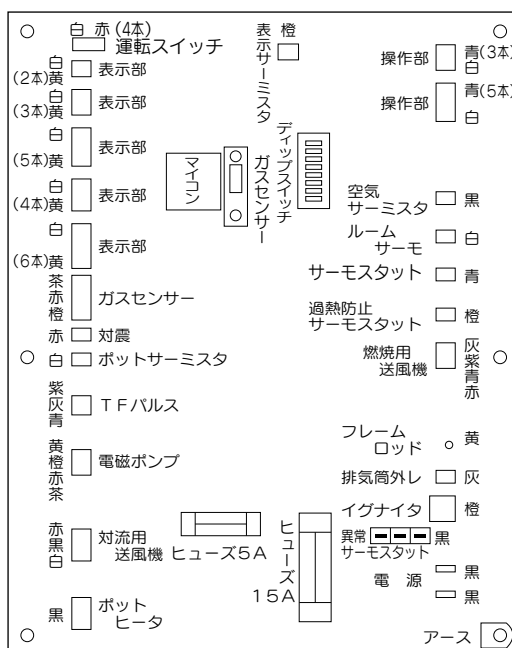 白 赤(4本)
運転スイッチ
白
(2本)黄
表示部
白
(3本)黄
表示部
白
(5本)黄
表示部
白
(4本)黄
表示部
白
(6本)黄
表示部
茶
赤
橙
ガスセンサー
赤
対震
白
ポットサーミスタ
紫
灰
青
TFパルス
黄
橙
赤
茶
電磁ポンプ
赤
黒
白
対流用
送風機
黒
ポット
ヒータ
表示サーミスタ
橙
ディップスイッチ
マイコン
ガスセンサー
ヒューズ5A
ヒューズ
15A
操作部
青(3本)
白
操作部
青(5本)
白
空気
サーミスタ
黒
ルーム
サーモ
白
サーモスタット
青
過熱防止
サーモスタット
橙
燃焼用
送風機
灰
紫
青
赤
フレーム
ロッド
黄
排気筒外レ
灰
イグナイタ
橙
異常
サーモスタット
黒
電 源
黒
黒
アース